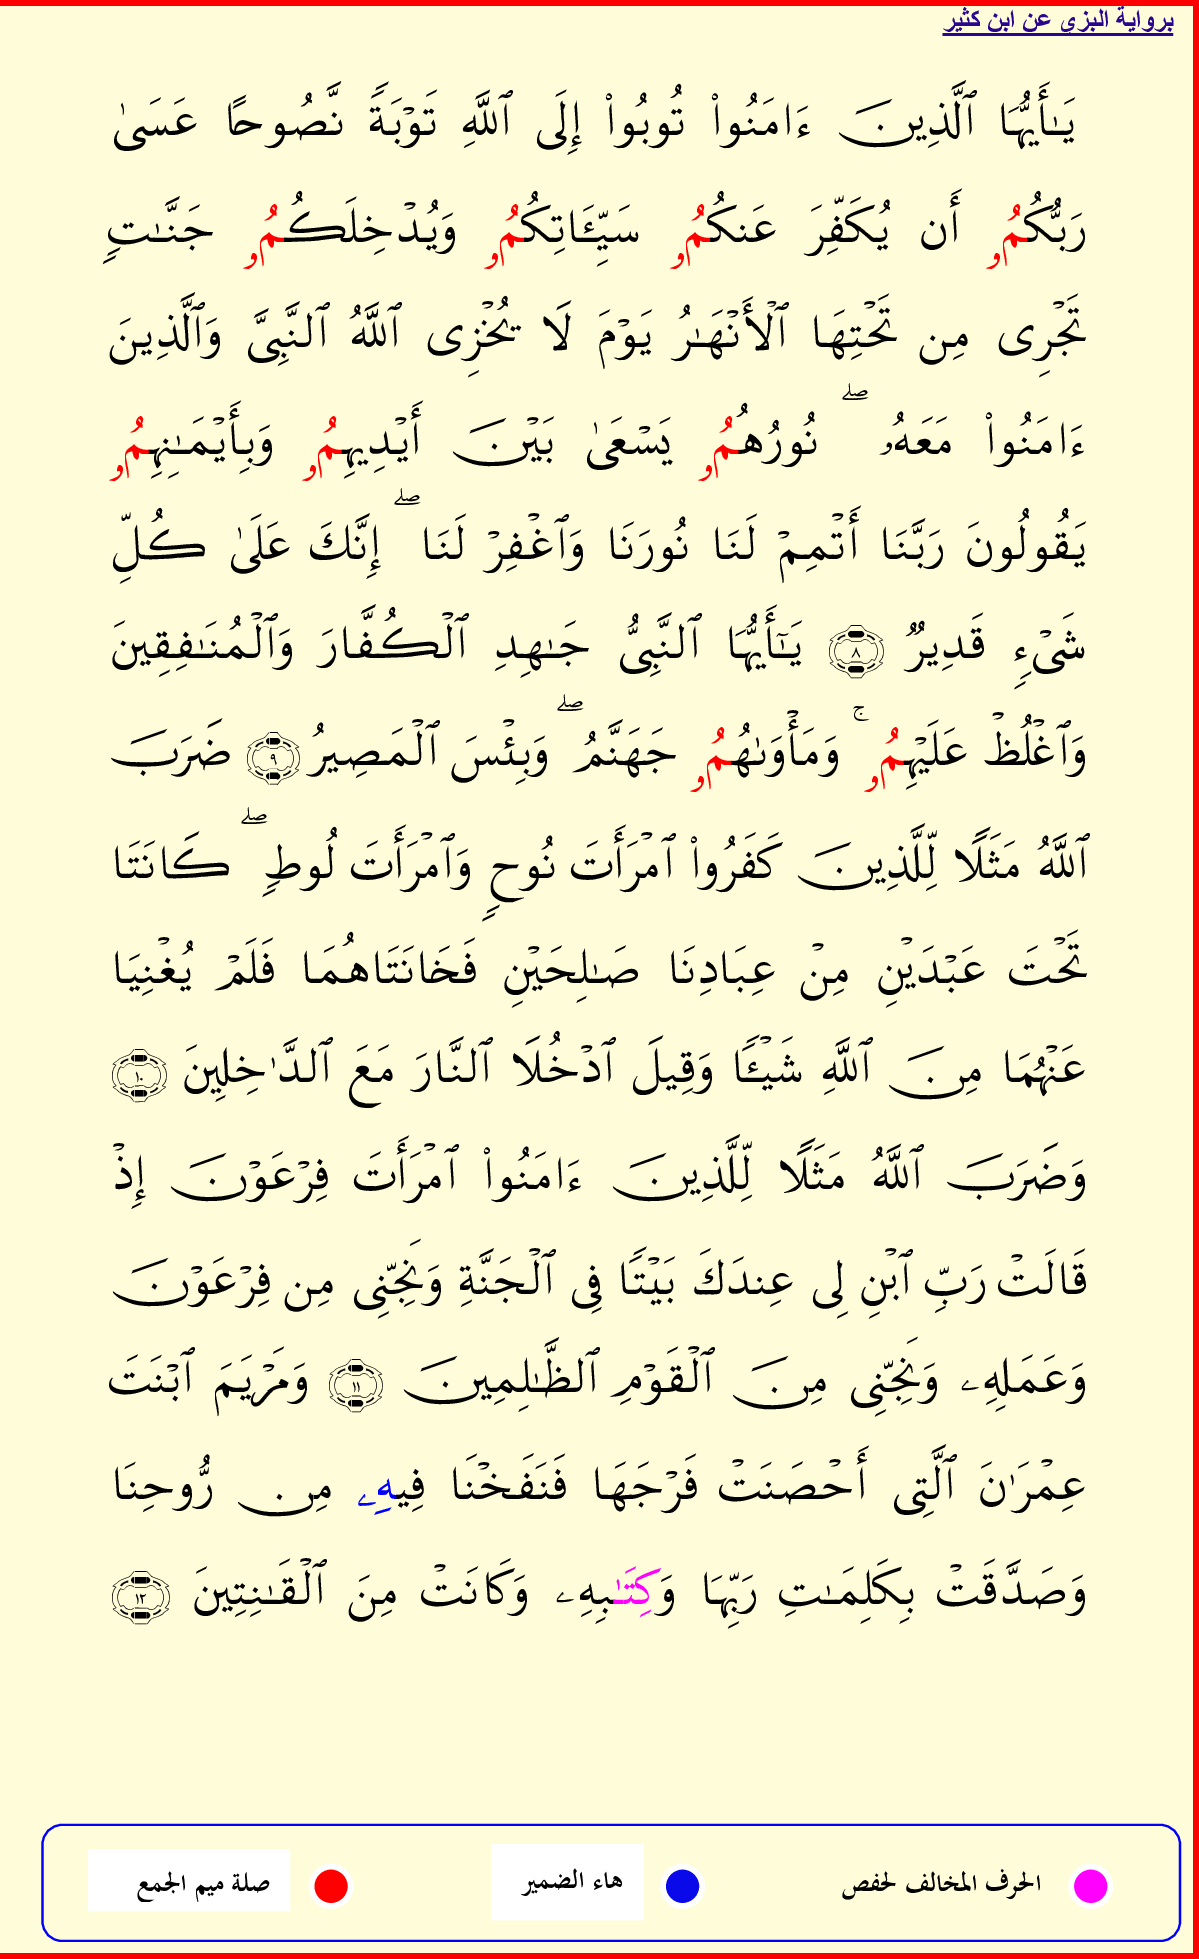 برواية البزي عن ابن كثير
يَـٰأَيُّهَا ٱلَّذِينَ ءَامَنُواْ تُوبُواْ إِلَى ٱللَّهِ تَوْبَةً نَّصُوحًا عَسَىٰ
رَبُّكُمُۥ أَن يُكَفِّرَ عَنكُمُۥ سَيِّـَٔاتِكُمُۥ وَيُدْخِلَكُمُۥ جَنَّـٰتٍ
تَجْرِى مِن تَحْتِهَا ٱلْأَنْهَـٰرُ يَوْمَ لَا يُخْزِى ٱللَّهُ ٱلنَّبِىَّ وَٱلَّذِينَ
ءَامَنُواْ مَعَهُۥ ۖ نُورُهُمُۥ يَسْعَىٰ بَيْنَ أَيْدِيهِمُۥ وَبِأَيْمَـٰنِهِمُۥ
يَقُولُونَ رَبَّنَا أَتْمِمْ لَنَا نُورَنَا وَٱغْفِرْ لَنَا ۖ إِنَّكَ عَلَىٰ كُلِّ
شَىْءٍ قَدِيرٌ ٨ يَـٰٓأَيُّهَا ٱلنَّبِىُّ جَـٰهِدِ ٱلْكُفَّارَ وَٱلْمُنَـٰفِقِينَ
وَٱغْلُظْ عَلَيْهِمُۥ ۚ وَمَأْوَىٰهُمُۥ جَهَنَّمُ ۖ وَبِئْسَ ٱلْمَصِيرُ ٩ ضَرَبَ
ٱللَّهُ مَثَلًا لِّلَّذِينَ كَفَرُواْ ٱمْرَأَتَ نُوحٍ وَٱمْرَأَتَ لُوطٍ ۖ كَانَتَا
تَحْتَ عَبْدَيْنِ مِنْ عِبَادِنَا صَـٰلِحَيْنِ فَخَانَتَاهُمَا فَلَمْ يُغْنِيَا
عَنْهُمَا مِنَ ٱللَّهِ شَيْـًٔا وَقِيلَ ٱدْخُلَا ٱلنَّارَ مَعَ ٱلدَّٰخِلِينَ ١٠
وَضَرَبَ ٱللَّهُ مَثَلًا لِّلَّذِينَ ءَامَنُواْ ٱمْرَأَتَ فِرْعَوْنَ إِذْ
قَالَتْ رَبِّ ٱبْنِ لِى عِندَكَ بَيْتًا فِى ٱلْجَنَّةِ وَنَجِّنِى مِن فِرْعَوْنَ
وَعَمَلِهِۦ وَنَجِّنِى مِنَ ٱلْقَوْمِ ٱلظَّـٰلِمِينَ ١١ وَمَرْيَمَ ٱبْنَتَ
عِمْرَٰنَ ٱلَّتِى أَحْصَنَتْ فَرْجَهَا فَنَفَخْنَا فِيهِۦ مِن رُّوحِنَا
وَصَدَّقَتْ بِكَلِمَـٰتِ رَبِّهَا وَكِتَـٰبِهِۦ وَكَانَتْ مِنَ ٱلْقَـٰنِتِينَ ١٢
الحرف المخالف لحفص هاء الضمير صلة ميم الجمع